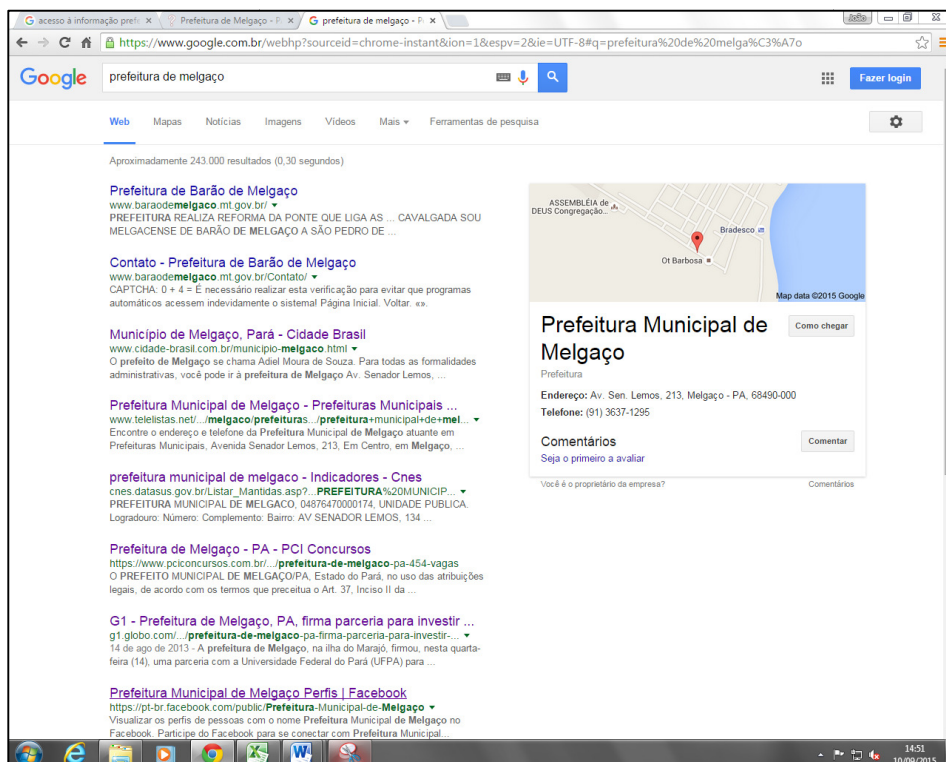 acesso à informação prefe
Prefeitura de Melgaço - P
prefeitura de melgaço - P
João
https://www.google.com.br/webhp?sourceid=chrome-instant&ion=1&espv=2&ie=UTF-8#q=prefeitura%20de%20melga%C3%A7o
Google
prefeitura de melgaço
Fazer login
Web Mapas Notícias Imagens Vídeos Mais Ferramentas de pesquisa
Aproximadamente 243.000 resultados (0,30 segundos)
Prefeitura de Barão de Melgaço
www.baraodemelgaco.mt.gov.br/
PREFEITURA REALIZA REFORMA DA PONTE QUE LIGA AS ... CAVALGADA SOU
MELGACENSE DE BARÃO DE MELGAÇO A SÃO PEDRO DE ...
Contato - Prefeitura de Barão de Melgaço
www.baraodemelgaco.mt.gov.br/Contato/
CAPTCHA: 0 + 4 = É necessário realizar esta verificação para evitar que programas
automáticos acessem indevidamente o sistema! Página Inicial. Voltar. «».
Município de Melgaço, Pará - Cidade Brasil
www.cidade-brasil.com.br/municipio-melgaco.html
O prefeito de Melgaço se chama Adiel Moura de Souza. Para todas as formalidades
administrativas, você pode ir à prefeitura de Melgaço Av. Senador Lemos, ...
Prefeitura Municipal de Melgaço - Prefeituras Municipais ...
www.telelistas.net/.../melgaco/prefeituras.../prefeitura+municipal+de+mel...
Encontre o endereço e telefone da Prefeitura Municipal de Melgaço atuante em
Prefeituras Municipais, Avenida Senador Lemos, 213, Em Centro, em Melgaço, ...
prefeitura municipal de melgaco - Indicadores - Cnes
cnes.datasus.gov.br/Listar_Mantidas.asp?...PREFEITURA%20MUNICIP...
PREFEITURA MUNICIPAL DE MELGACO, 04876470000174, UNIDADE PUBLICA.
Logradouro: Número: Complemento: Bairro: AV SENADOR LEMOS, 134 ...
Prefeitura de Melgaço - PA - PCI Concursos
https://www.pciconcursos.com.br/.../prefeitura-de-melgaco-pa-454-vagas
O PREFEITO MUNICIPAL DE MELGAÇO/PA, Estado do Pará, no uso das atribuições
legais, de acordo com os termos que preceitua o Art. 37, Inciso II da ...
G1 - Prefeitura de Melgaço, PA, firma parceria para investir ...
g1.globo.com/.../prefeitura-de-melgaco-pa-firma-parceria-para-investir-...
14 de ago de 2013 - A prefeitura de Melgaço, na ilha do Marajó, firmou, nesta quarta-
feira (14), uma parceria com a Universidade Federal do Pará (UFPA) para ...
Prefeitura Municipal de Melgaço Perfis | Facebook
https://pt-br.facebook.com/public/Prefeitura-Municipal-de-Melgaço
Visualizar os perfis de pessoas com o nome Prefeitura Municipal de Melgaço no
Facebook. Participe do Facebook para se conectar com Prefeitura Municipal...
ASSEMBLÉIA de
DEUS Congregação...
Bradesco
Ot Barbosa
Map data ©2015 Google
Prefeitura Municipal de
Melgaço
Como chegar
Prefeitura
Endereço: Av. Sen. Lemos, 213, Melgaço - PA, 68490-000
Telefone: (91) 3637-1295
Comentários
Comentar
Seja o primeiro a avaliar
Você é o proprietário da empresa?
Comentários
14:51
10/09/2015